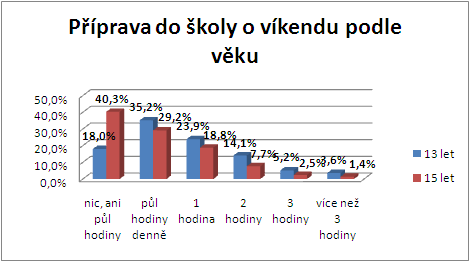 Příprava do školy o víkendu podle
věku
50,0%
40,0%
30,0%
20,0%
10,0%
0,0%
18,0%
40,3%
35,2%
29,2%
23,9%
18,8%
14,1%
7,7%
5,2%
2,5%
3,6%
1,4%
nic, ani
půl
hodiny
půl
hodiny
denně
1
hodina
2
hodiny
3
hodiny
více než
3
hodiny
13 let
15 let